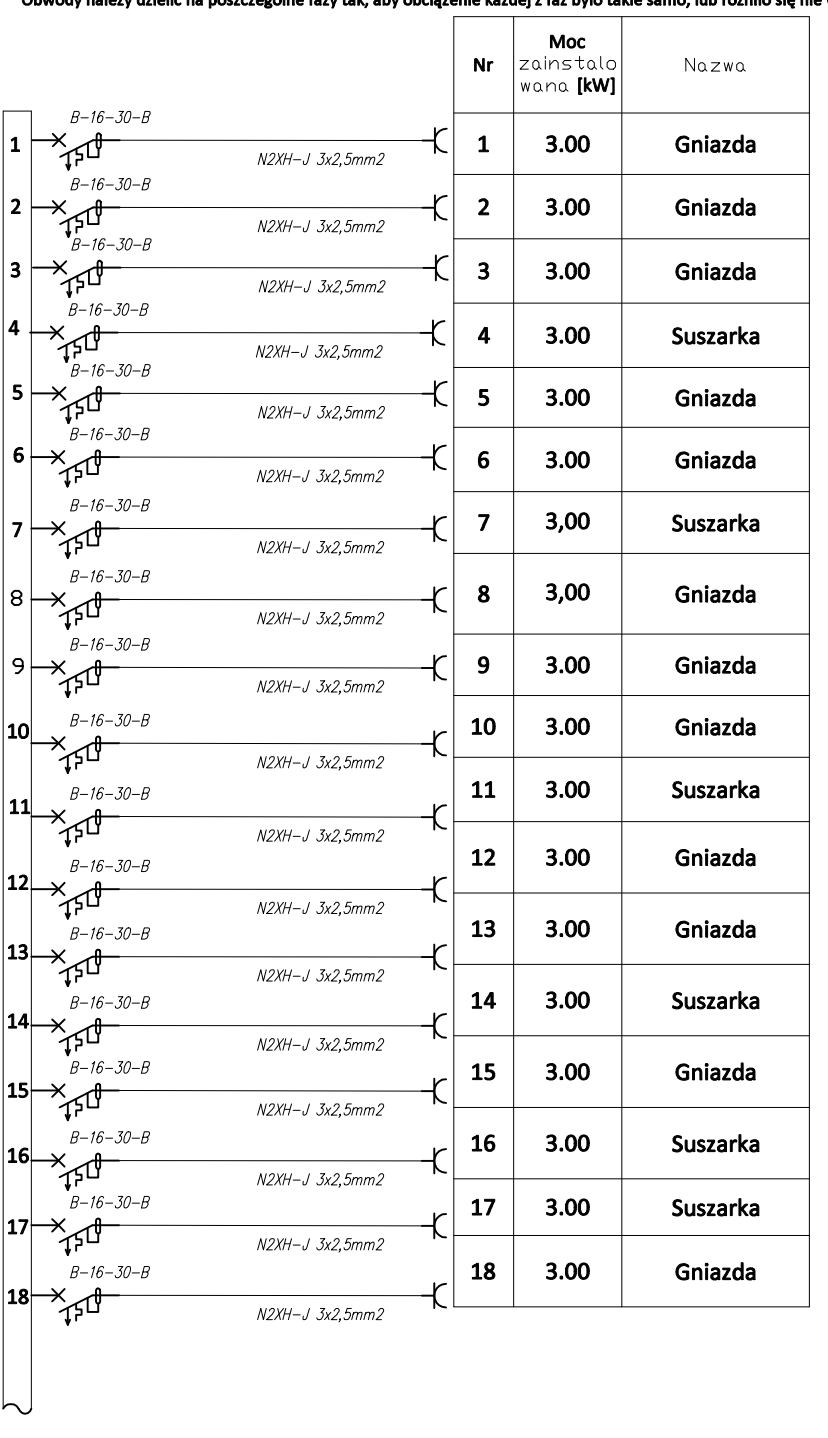 Obwody należy dzielić na poszczególne fazy tak, aby obciążenie każdej z faz było takie samo, lub różniło się nie
Nr Moc zainstalo wana [kW] Nazwa
1 B-16-30-B N2XH-J 3x2,5mm2 1 3.00 Gniazda
2 B-16-30-B N2XH-J 3x2,5mm2 2 3.00 Gniazda
3 B-16-30-B N2XH-J 3x2,5mm2 3 3.00 Gniazda
4 B-16-30-B N2XH-J 3x2,5mm2 4 3.00 Suszarka
5 B-16-30-B N2XH-J 3x2,5mm2 5 3.00 Gniazda
6 B-16-30-B N2XH-J 3x2,5mm2 6 3.00 Gniazda
7 B-16-30-B N2XH-J 3x2,5mm2 7 3,00 Suszarka
8 B-16-30-B N2XH-J 3x2,5mm2 8 3,00 Gniazda
9 B-16-30-B N2XH-J 3x2,5mm2 9 3.00 Gniazda
10 B-16-30-B N2XH-J 3x2,5mm2 10 3.00 Gniazda
11 B-16-30-B N2XH-J 3x2,5mm2 11 3.00 Suszarka
12 B-16-30-B N2XH-J 3x2,5mm2 12 3.00 Gniazda
13 B-16-30-B N2XH-J 3x2,5mm2 13 3.00 Gniazda
14 B-16-30-B N2XH-J 3x2,5mm2 14 3.00 Suszarka
15 B-16-30-B N2XH-J 3x2,5mm2 15 3.00 Gniazda
16 B-16-30-B N2XH-J 3x2,5mm2 16 3.00 Suszarka
17 B-16-30-B N2XH-J 3x2,5mm2 17 3.00 Suszarka
18 B-16-30-B N2XH-J 3x2,5mm2 18 3.00 Gniazda